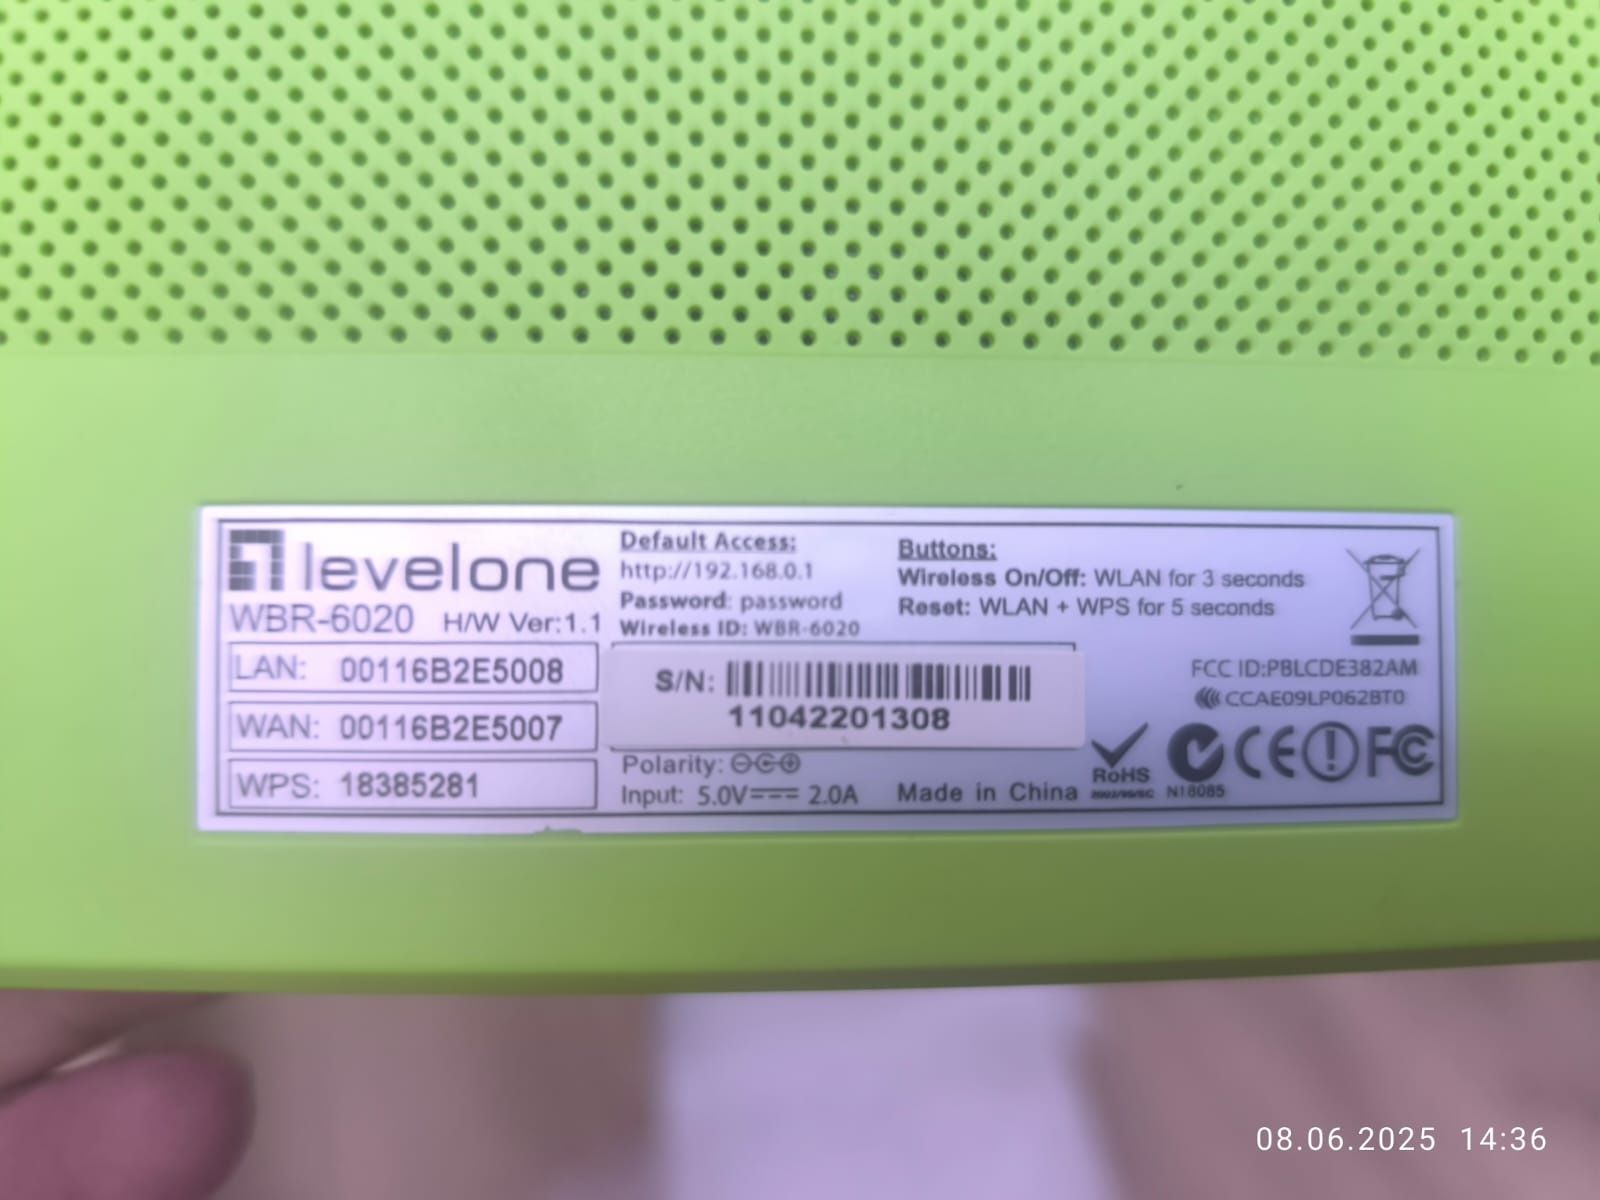 levelone
WBR-6020 H/W Ver:1.1
LAN: 00116B2E5008
WAN: 00116B2E5007
WPS: 18385281
Default Access:
http://192.168.0.1
Password: password
Wireless ID: WBR-6020
S/N:
11042201308
Polarity:
Input: 5.0V 2.0A
Buttons:
Wireless On/Off: WLAN for 3 seconds
Reset: WLAN + WPS for 5 seconds
Made in China
FCC ID:PBLCDE382AM
CCAE09LP062BT0
RoHS
2002/95/EC
N18085
CE FC
08.06.2025 14:36